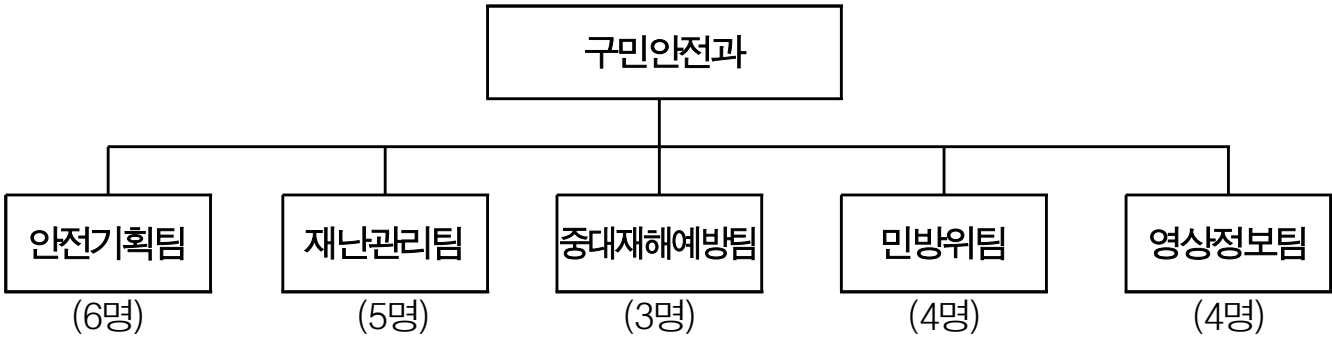 구민안전과
안전기획팀 재난관리팀 중대재해예방팀 민방위팀 영상정보팀
(6명) (5명) (3명) (4명) (4명)